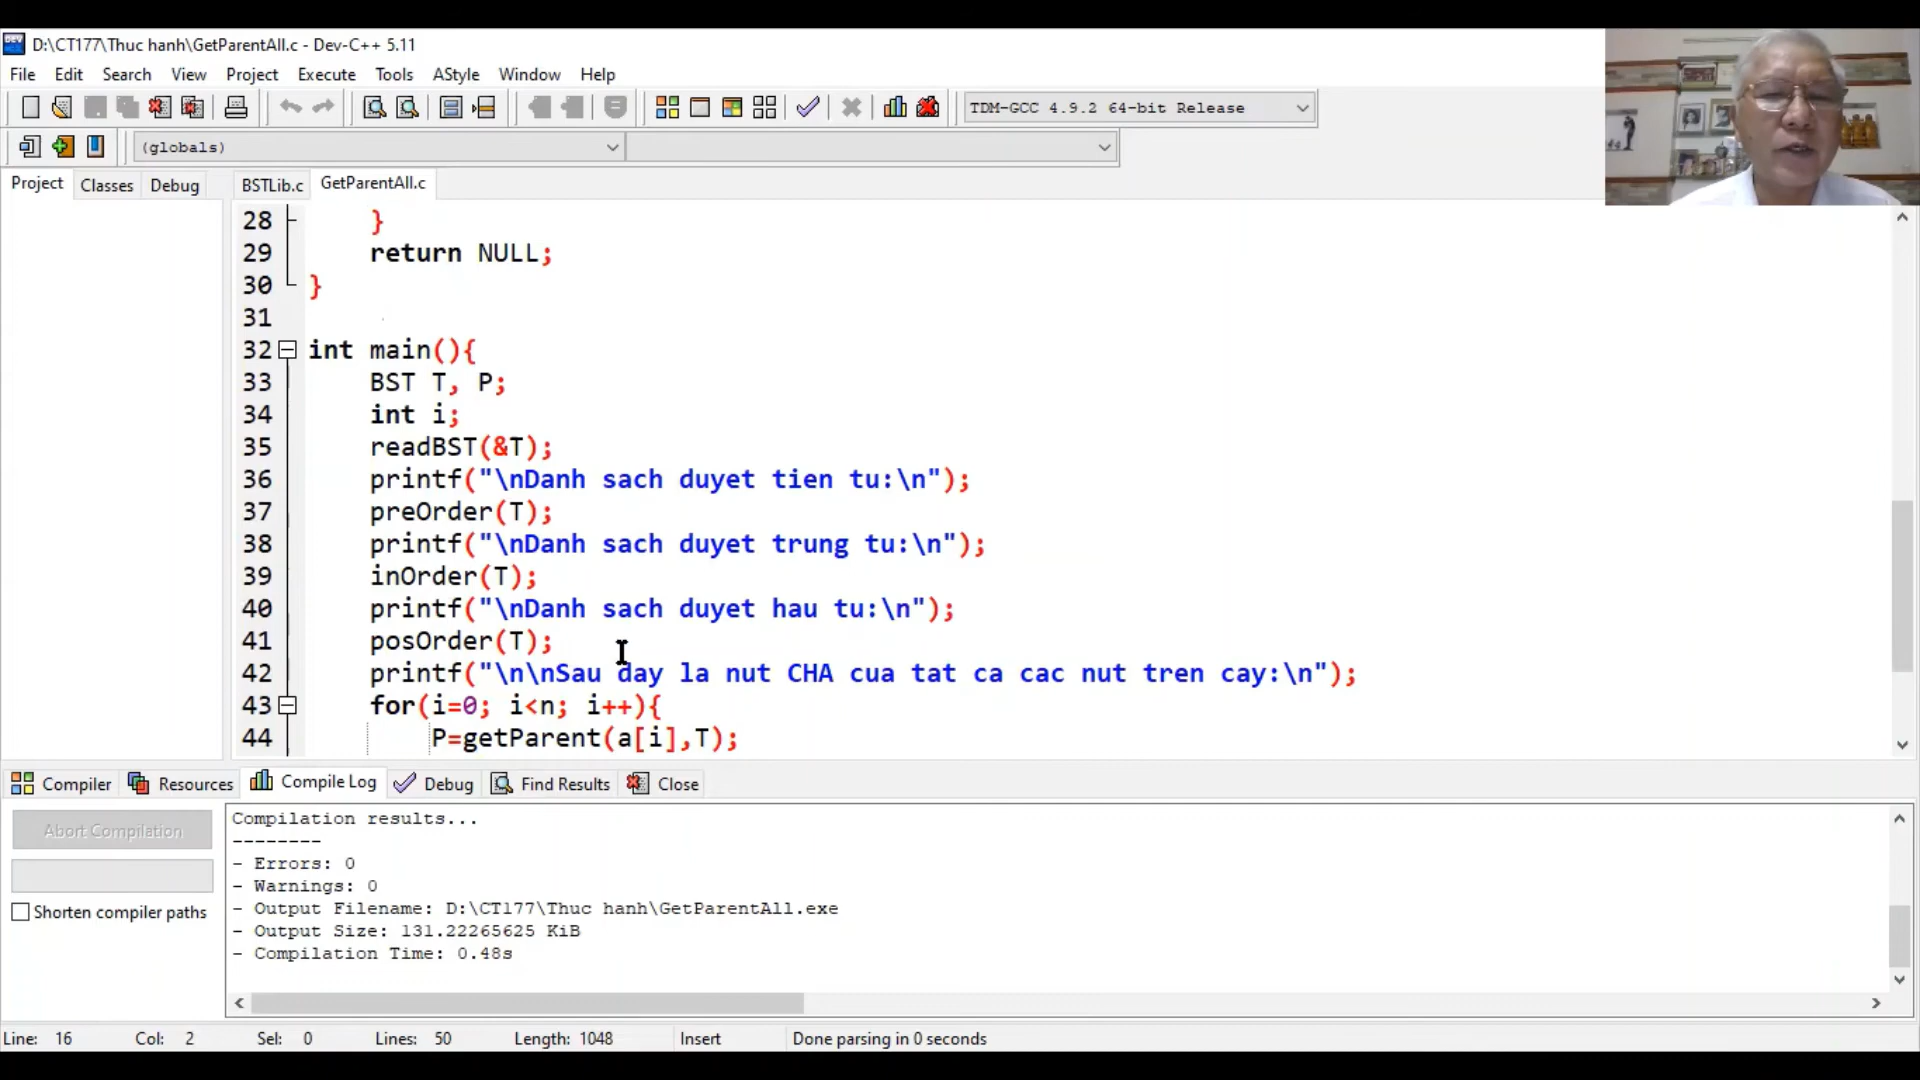 D:\CT177\Thuc hanh\GetParentAll.c - Dev-C++ 5.11
File Edit Search View Project Execute Tools AStyle Window Help
TDM-GCC 4.9.2 64-bit Release
(globals)
Project Classes Debug BSTLib.c GetParentAll.c
28 }
29 return NULL;
30 }
31
32 int main(){
33 BST T, P;
34 int i;
35 readBST(&T);
36 printf("\nDanh sach duyet tien tu:\n");
37 preOrder(T);
38 printf("\nDanh sach duyet trung tu:\n");
39 inOrder(T);
40 printf("\nDanh sach duyet hau tu:\n");
41 posOrder(T);
42 printf("\n\nSau day la nut CHA cua tat ca cac nut tren cay:\n");
43 for(i=0; i<n; i++){
44 P=getParent(a[i],T);
Compiler Resources Compile Log Debug Find Results Close
Abort Compilation
Shorten compiler paths
Compilation results...
--------
- Errors: 0
- Warnings: 0
- Output Filename: D:\CT177\Thuc hanh\GetParentAll.exe
- Output Size: 131.22265625 KiB
- Compilation Time: 0.48s
Line: 16 Col: 2 Sel: 0 Lines: 50 Length: 1048 Insert Done parsing in 0 seconds